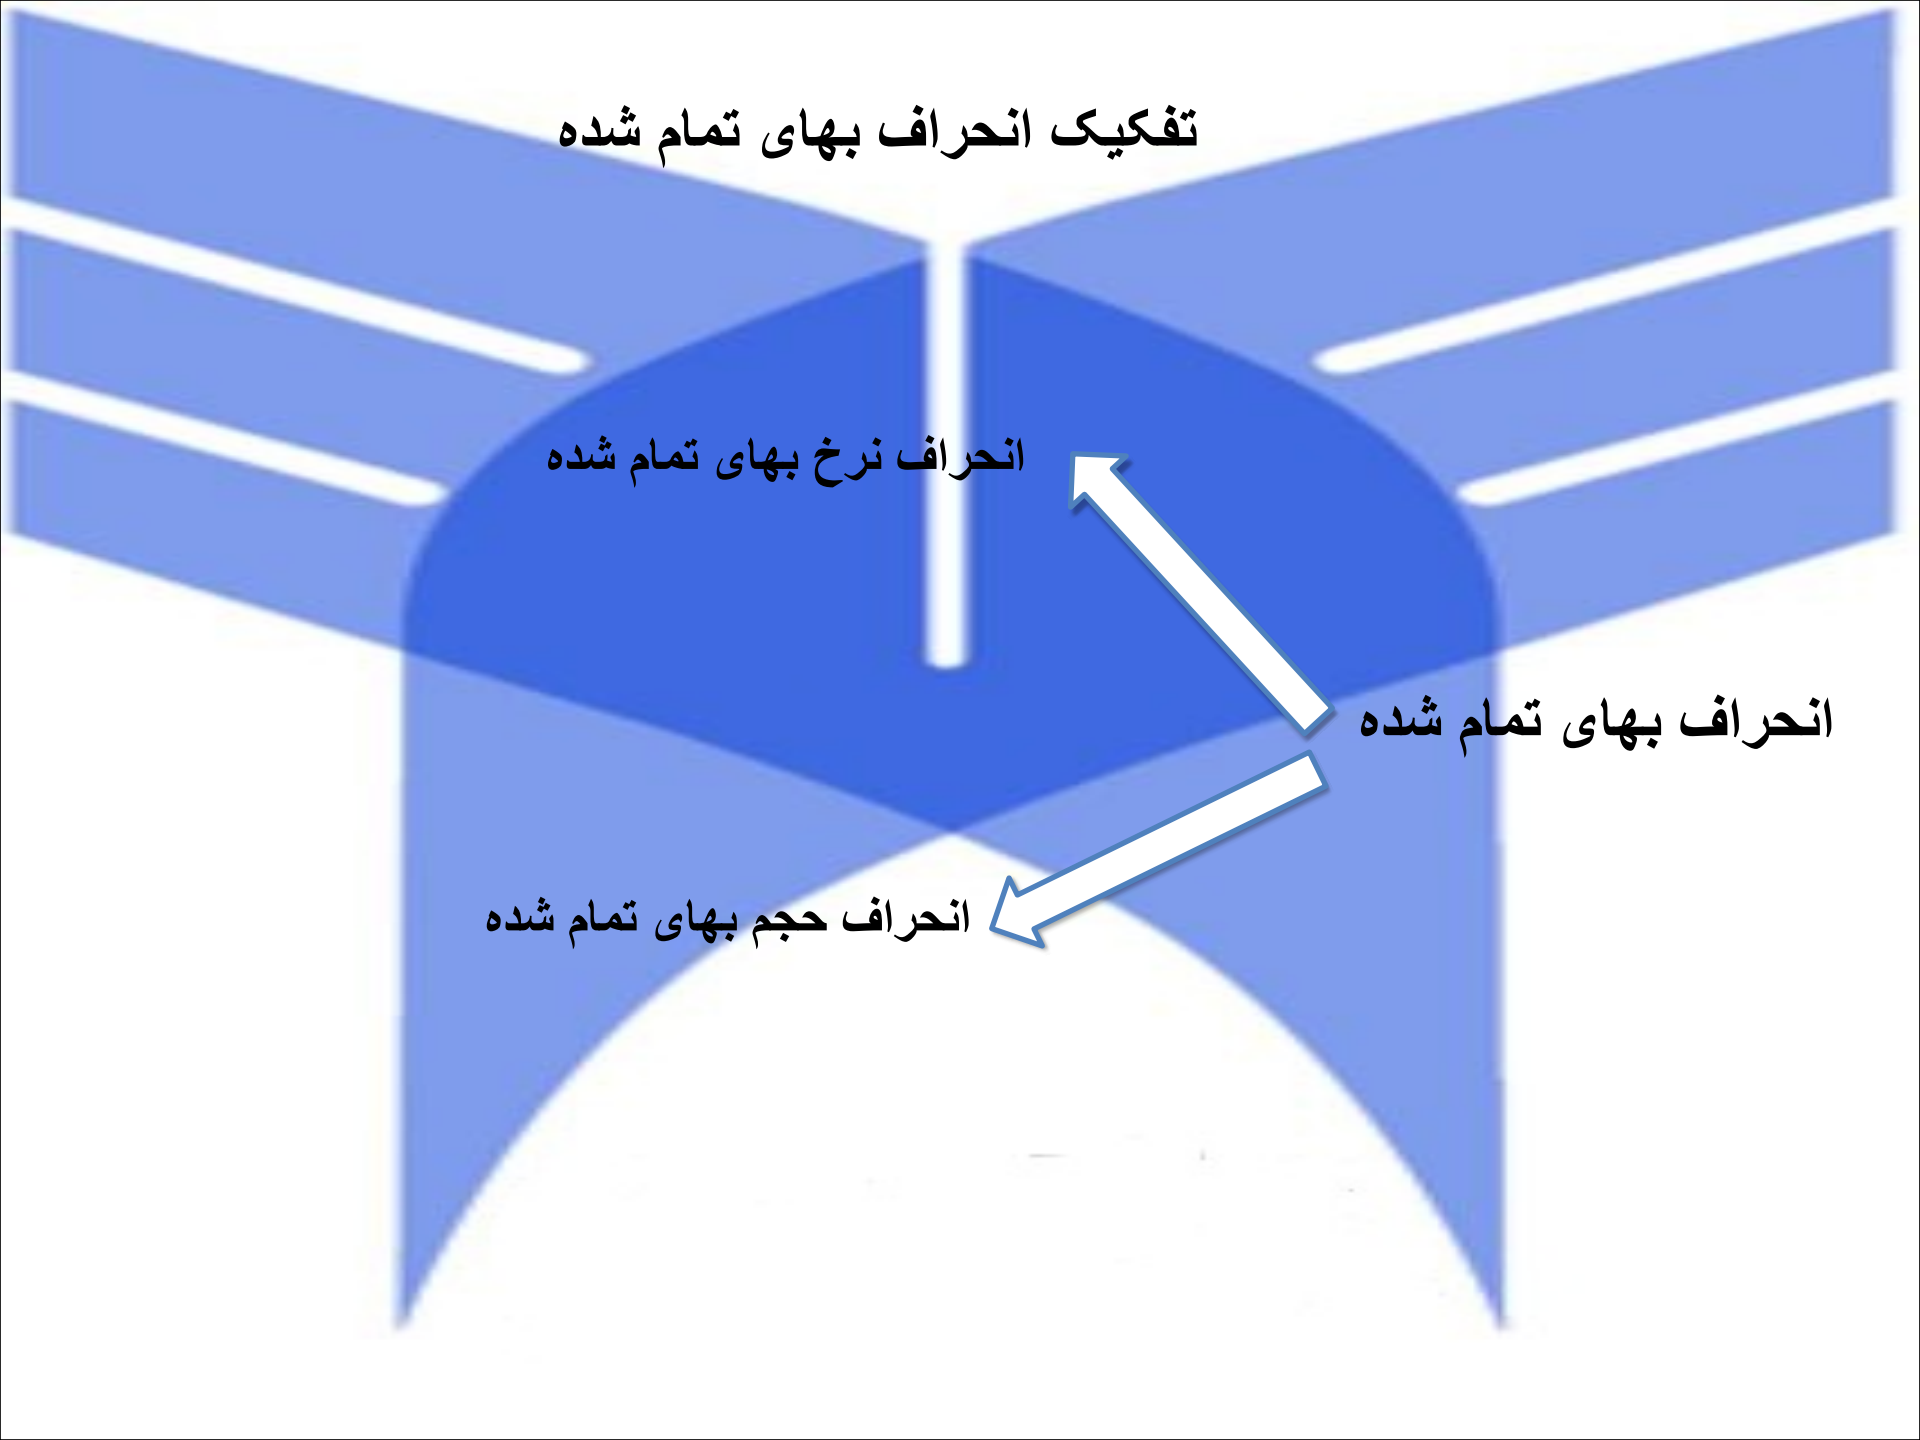 تفکیک انحراف بهای تمام شده
انحراف نرخ بهای تمام شده
انحراف بهای تمام شده
انحراف حجم بهای تمام شده